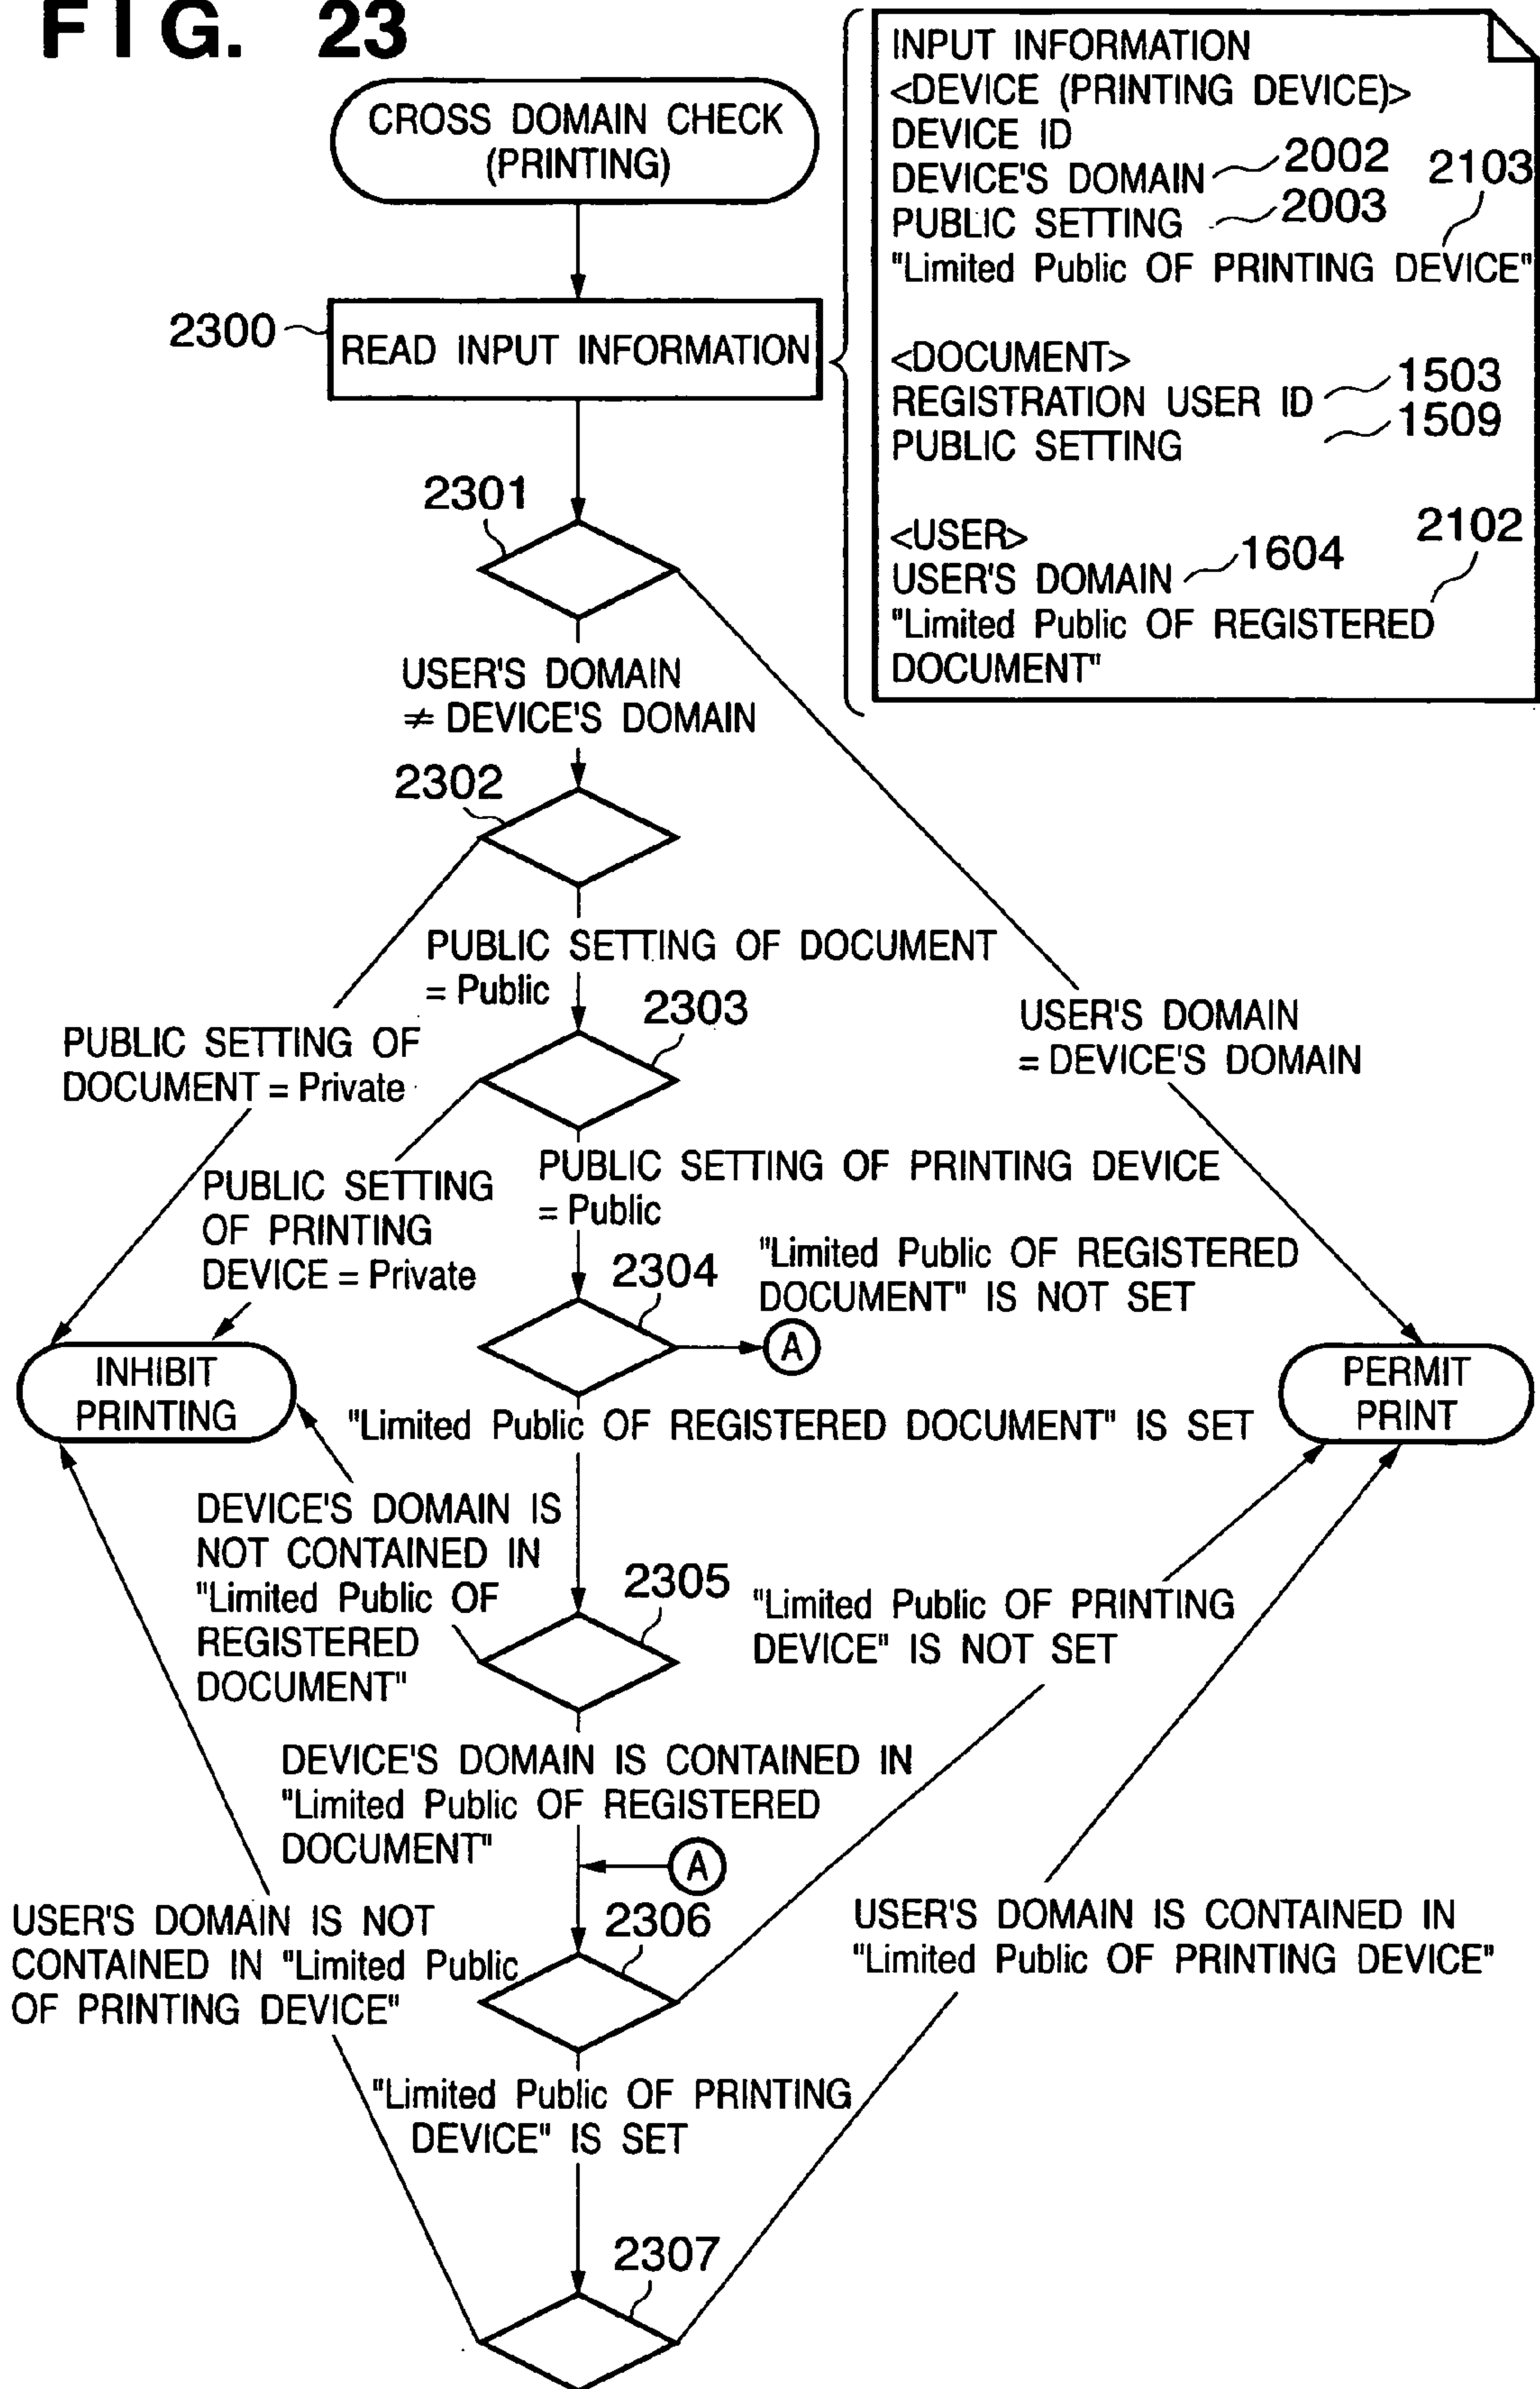 FIG. 23
CROSS DOMAIN CHECK
(PRINTING)
2300
READ INPUT INFORMATION
INPUT INFORMATION
<DEVICE (PRINTING DEVICE)>
DEVICE ID
DEVICE'S DOMAIN 2002
2103
PUBLIC SETTING 2003
"Limited Public OF PRINTING DEVICE"
<DOCUMENT>
REGISTRATION USER ID 1503
PUBLIC SETTING 1509
<USER>
2102
USER'S DOMAIN 1604
"Limited Public OF REGISTERED
DOCUMENT"
2301
USER'S DOMAIN
≠ DEVICE'S DOMAIN
USER'S DOMAIN
= DEVICE'S DOMAIN
2302
PUBLIC SETTING OF DOCUMENT
= Public
PUBLIC SETTING OF
DOCUMENT = Private
2303
PUBLIC SETTING
OF PRINTING
DEVICE = Private
PUBLIC SETTING OF PRINTING DEVICE
= Public
2304
"Limited Public OF REGISTERED
DOCUMENT" IS NOT SET
A
INHIBIT
PRINTING
PERMIT
PRINT
"Limited Public OF REGISTERED DOCUMENT" IS SET
DEVICE'S DOMAIN IS
NOT CONTAINED IN
"Limited Public OF
REGISTERED
DOCUMENT"
2305
"Limited Public OF PRINTING
DEVICE" IS NOT SET
DEVICE'S DOMAIN IS CONTAINED IN
"Limited Public OF REGISTERED
DOCUMENT"
A
2306
USER'S DOMAIN IS NOT
CONTAINED IN "Limited Public
OF PRINTING DEVICE"
USER'S DOMAIN IS CONTAINED IN
"Limited Public OF PRINTING DEVICE"
"Limited Public OF PRINTING
DEVICE" IS SET
2307